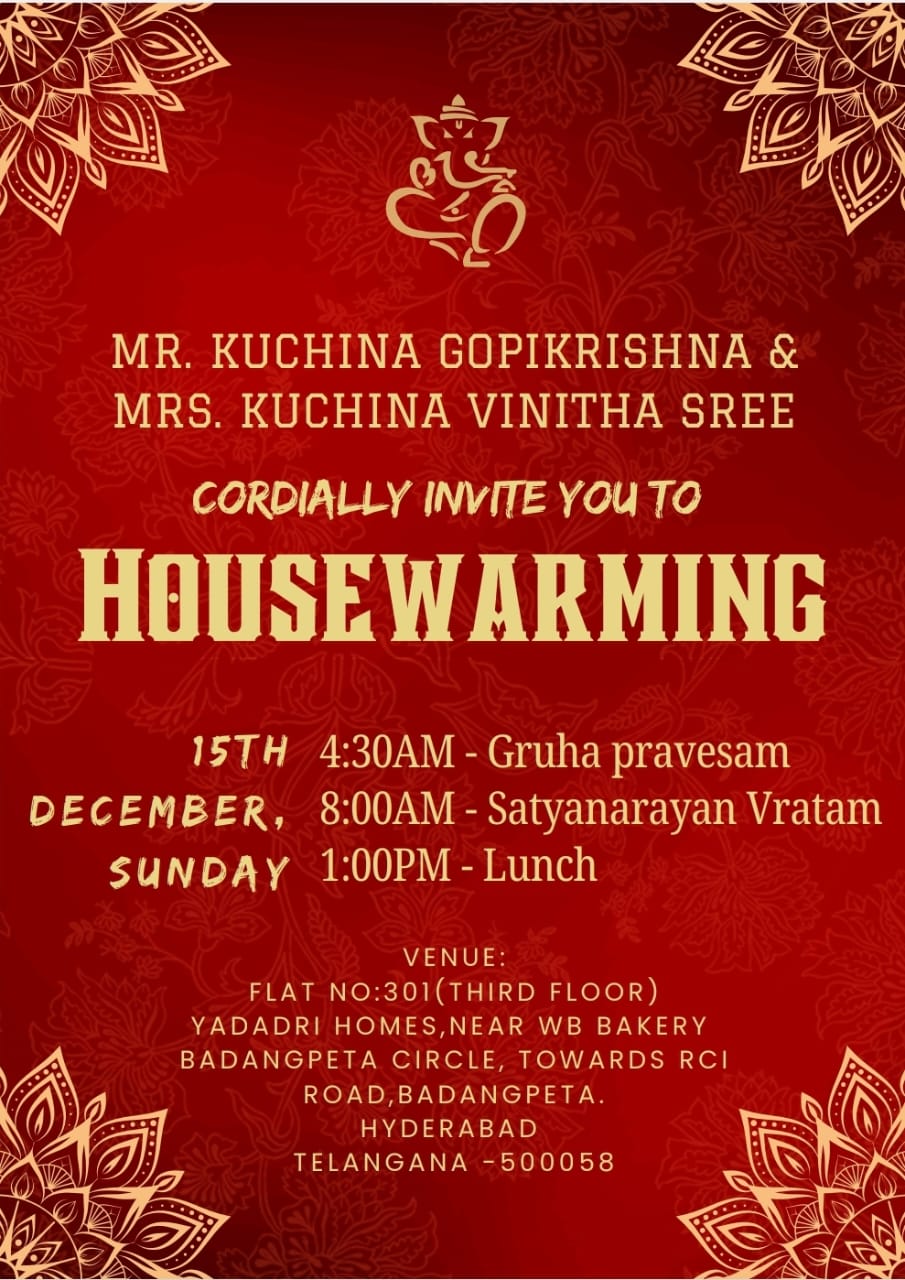 MR. KUCHINA GOPIKRISHNA &
MRS. KUCHINA VINITHA SREE
CORDIALLY INVITE YOU TO
HOUSEWARMING
15TH
DECEMBER,
SUNDAY
4:30AM - Gruha pravesam
8:00AM - Satyanarayan Vratam
1:00PM - Lunch
VENUE:
FLAT NO:301(THIRD FLOOR)
YADADRI HOMES,NEAR WB BAKERY
BADANGPETA CIRCLE, TOWARDS RCI
ROAD,BADANGPETA.
HYDERABAD
TELANGANA -500058